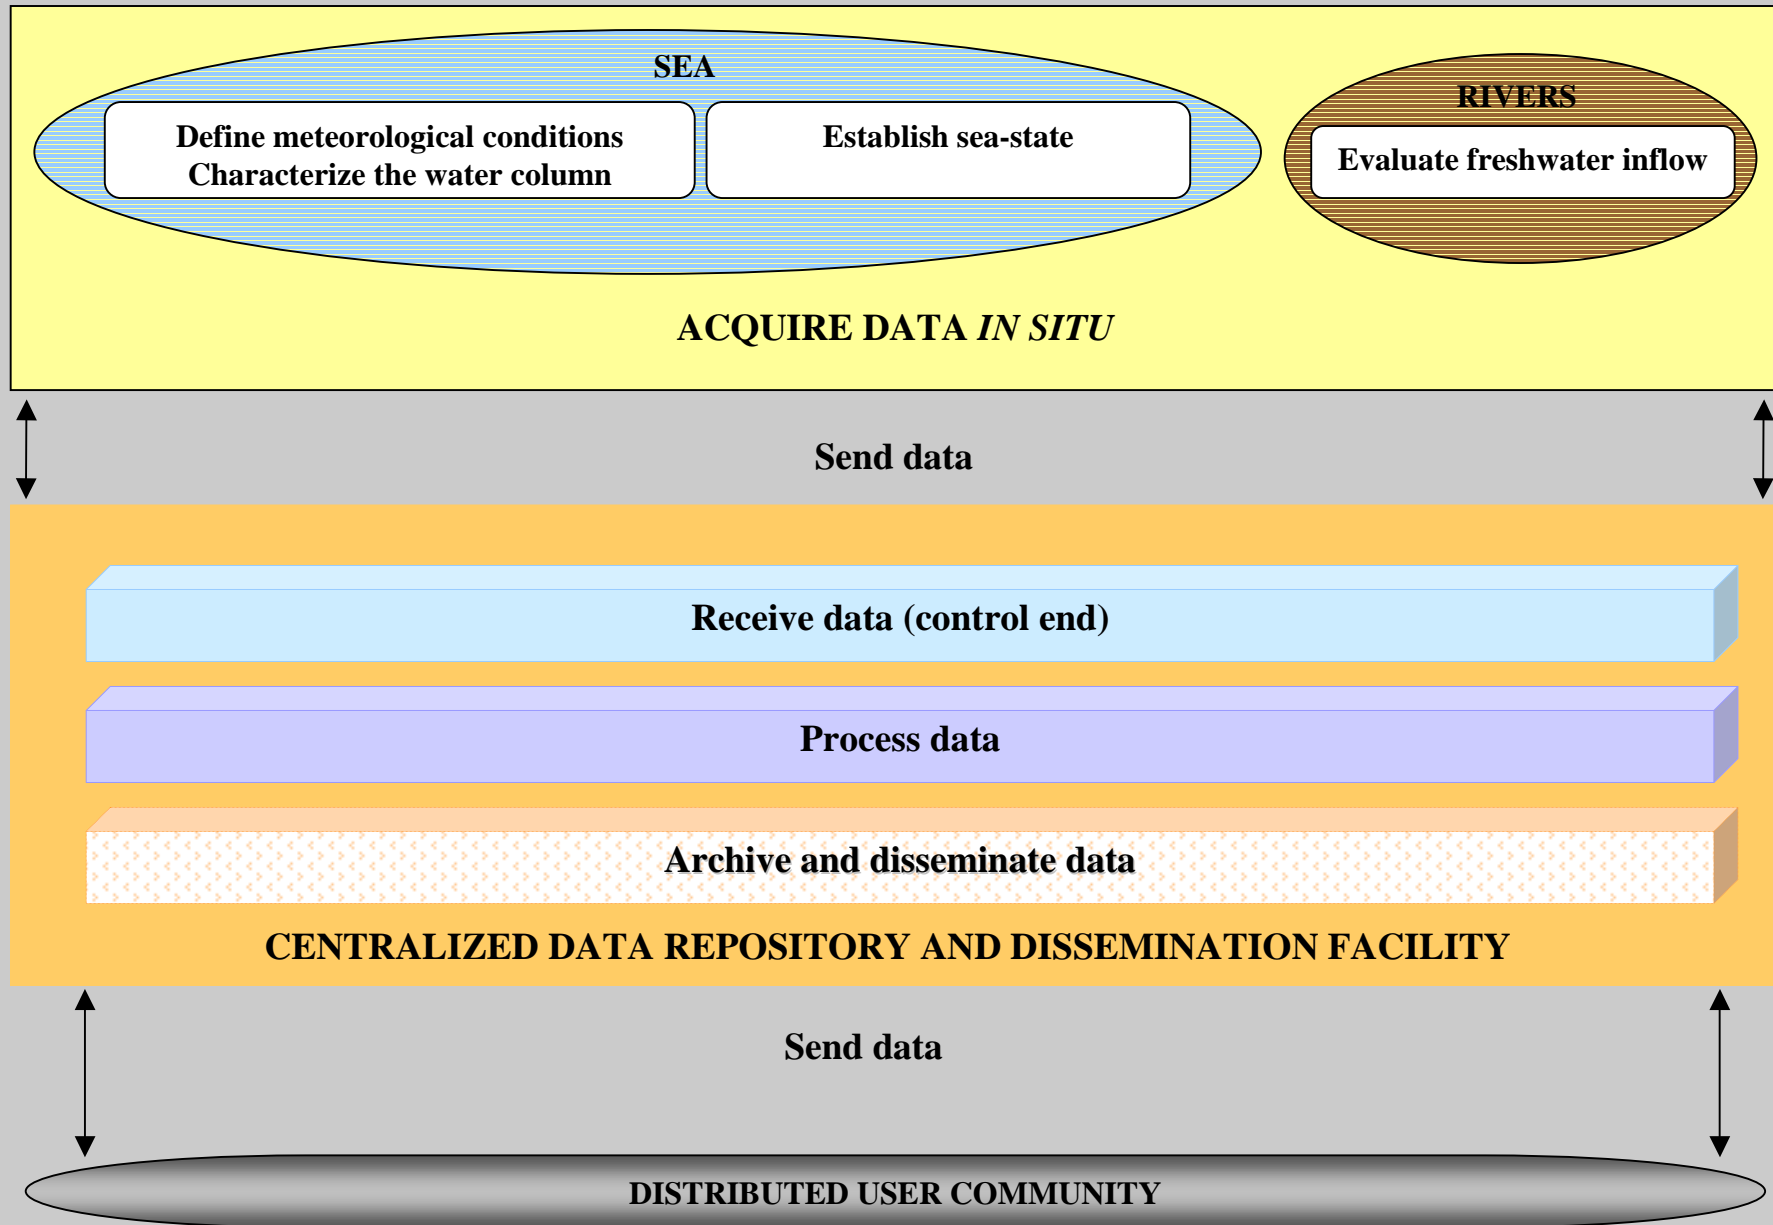 SEA
Define meteorological conditions
Characterize the water column
Establish sea-state
RIVERS
Evaluate freshwater inflow
ACQUIRE DATA IN SITU
Send data
Receive data (control end)
Process data
Archive and disseminate data
CENTRALIZED DATA REPOSITORY AND DISSEMINATION FACILITY
Send data
DISTRIBUTED USER COMMUNITY